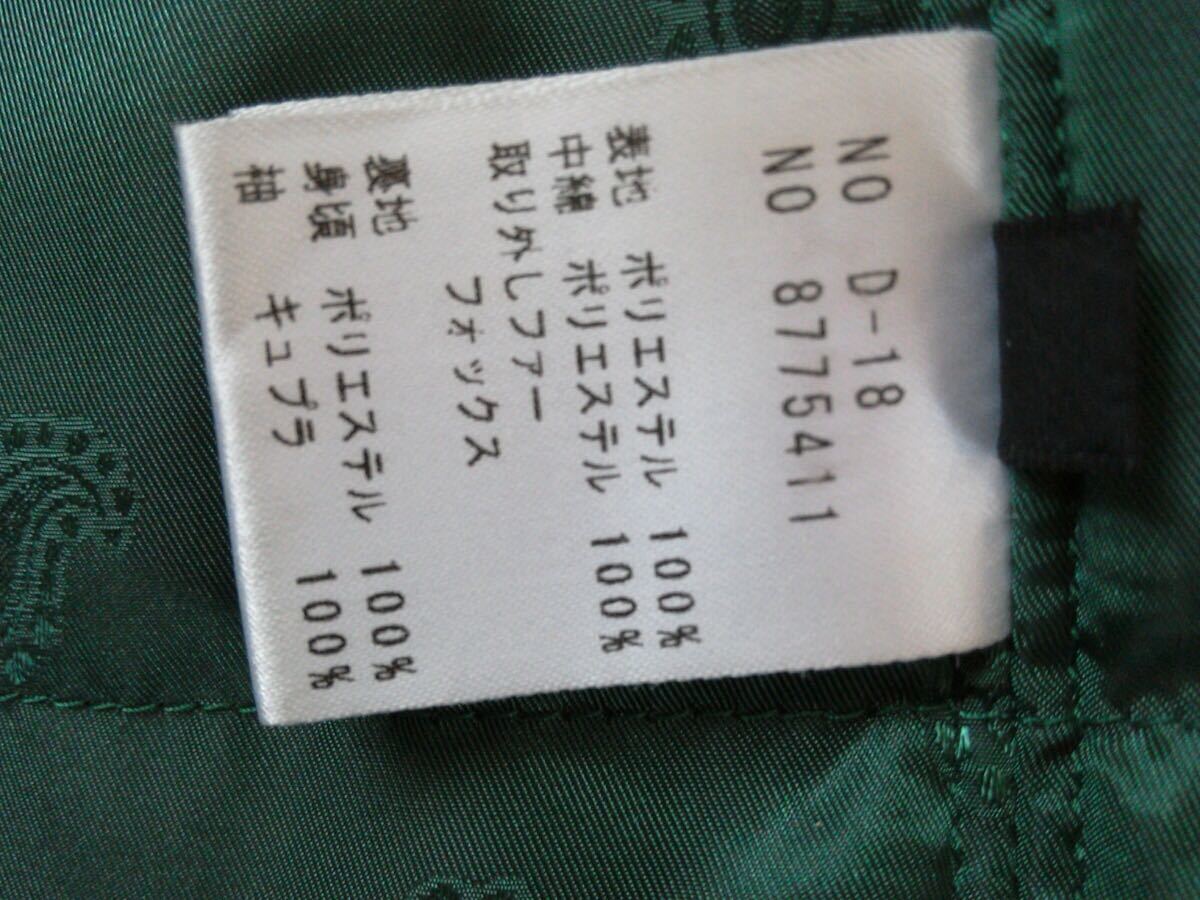 NO D-18
NO 8775411
表地 ポリエステル 100%
中綿 ポリエステル 100%
取り外しファー
フォックス
裏地
身頃 ポリエステル 100%
袖 キュプラ 100%